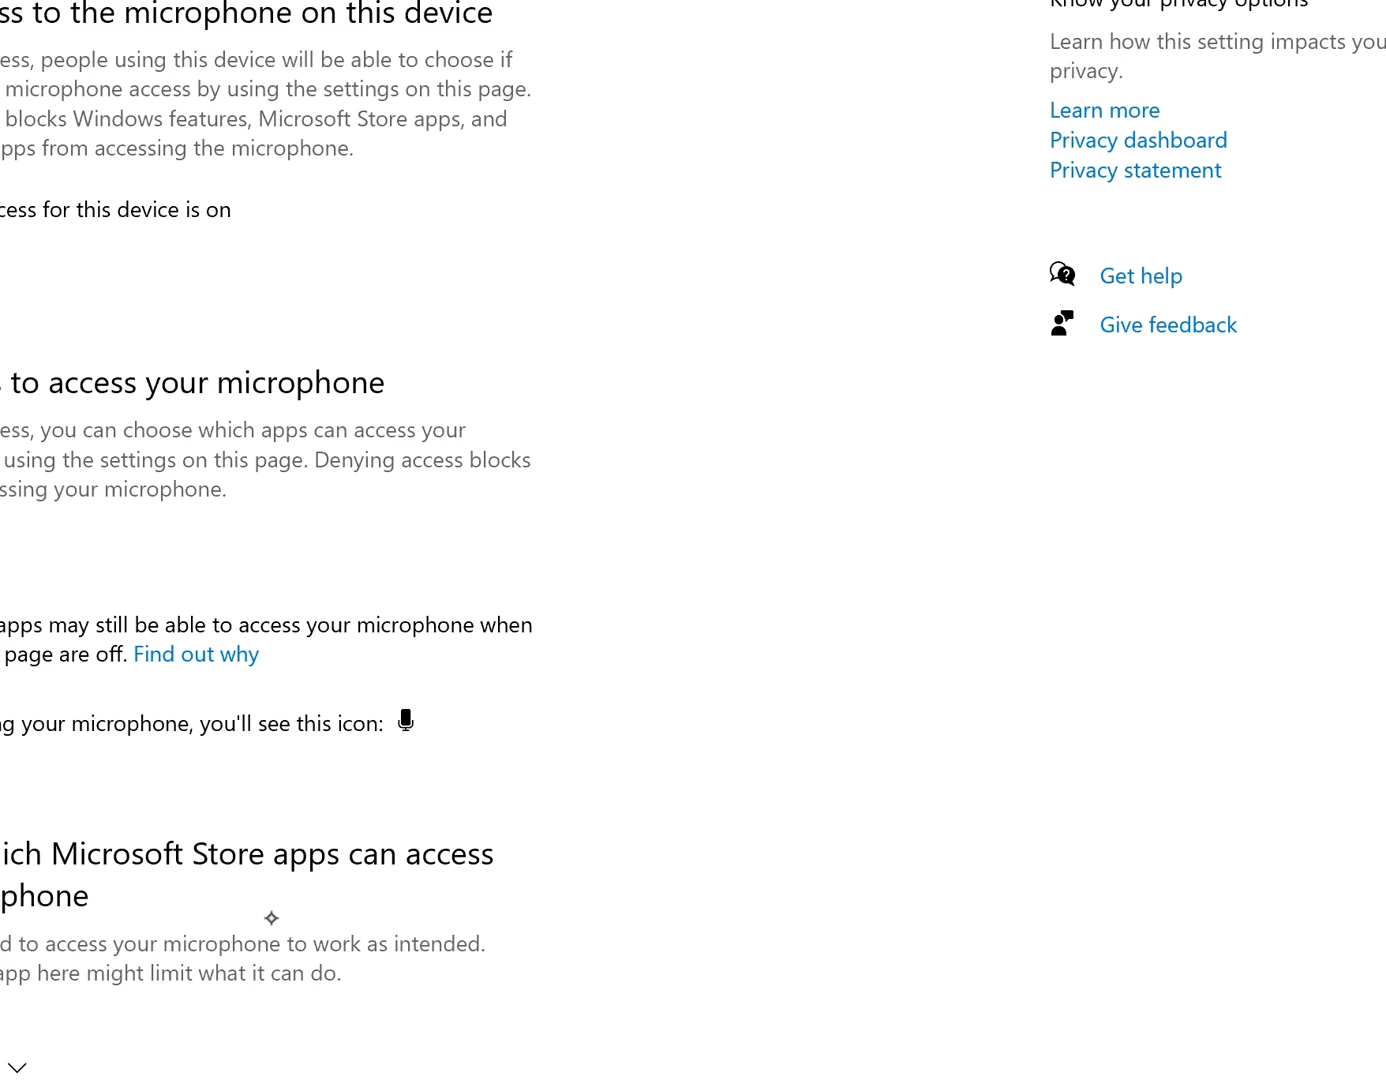 ss to the microphone on this device
ess, people using this device will be able to choose if
microphone access by using the settings on this page.
blocks Windows features, Microsoft Store apps, and
pps from accessing the microphone.
cess for this device is on
to access your microphone
ess, you can choose which apps can access your
using the settings on this page. Denying access blocks
ssing your microphone.
apps may still be able to access your microphone when
page are off. Find out why
ng your microphone, you'll see this icon:
ich Microsoft Store apps can access
phone
d to access your microphone to work as intended.
app here might limit what it can do.
Know your privacy options
Learn how this setting impacts you
privacy.
Learn more
Privacy dashboard
Privacy statement
Get help
Give feedback